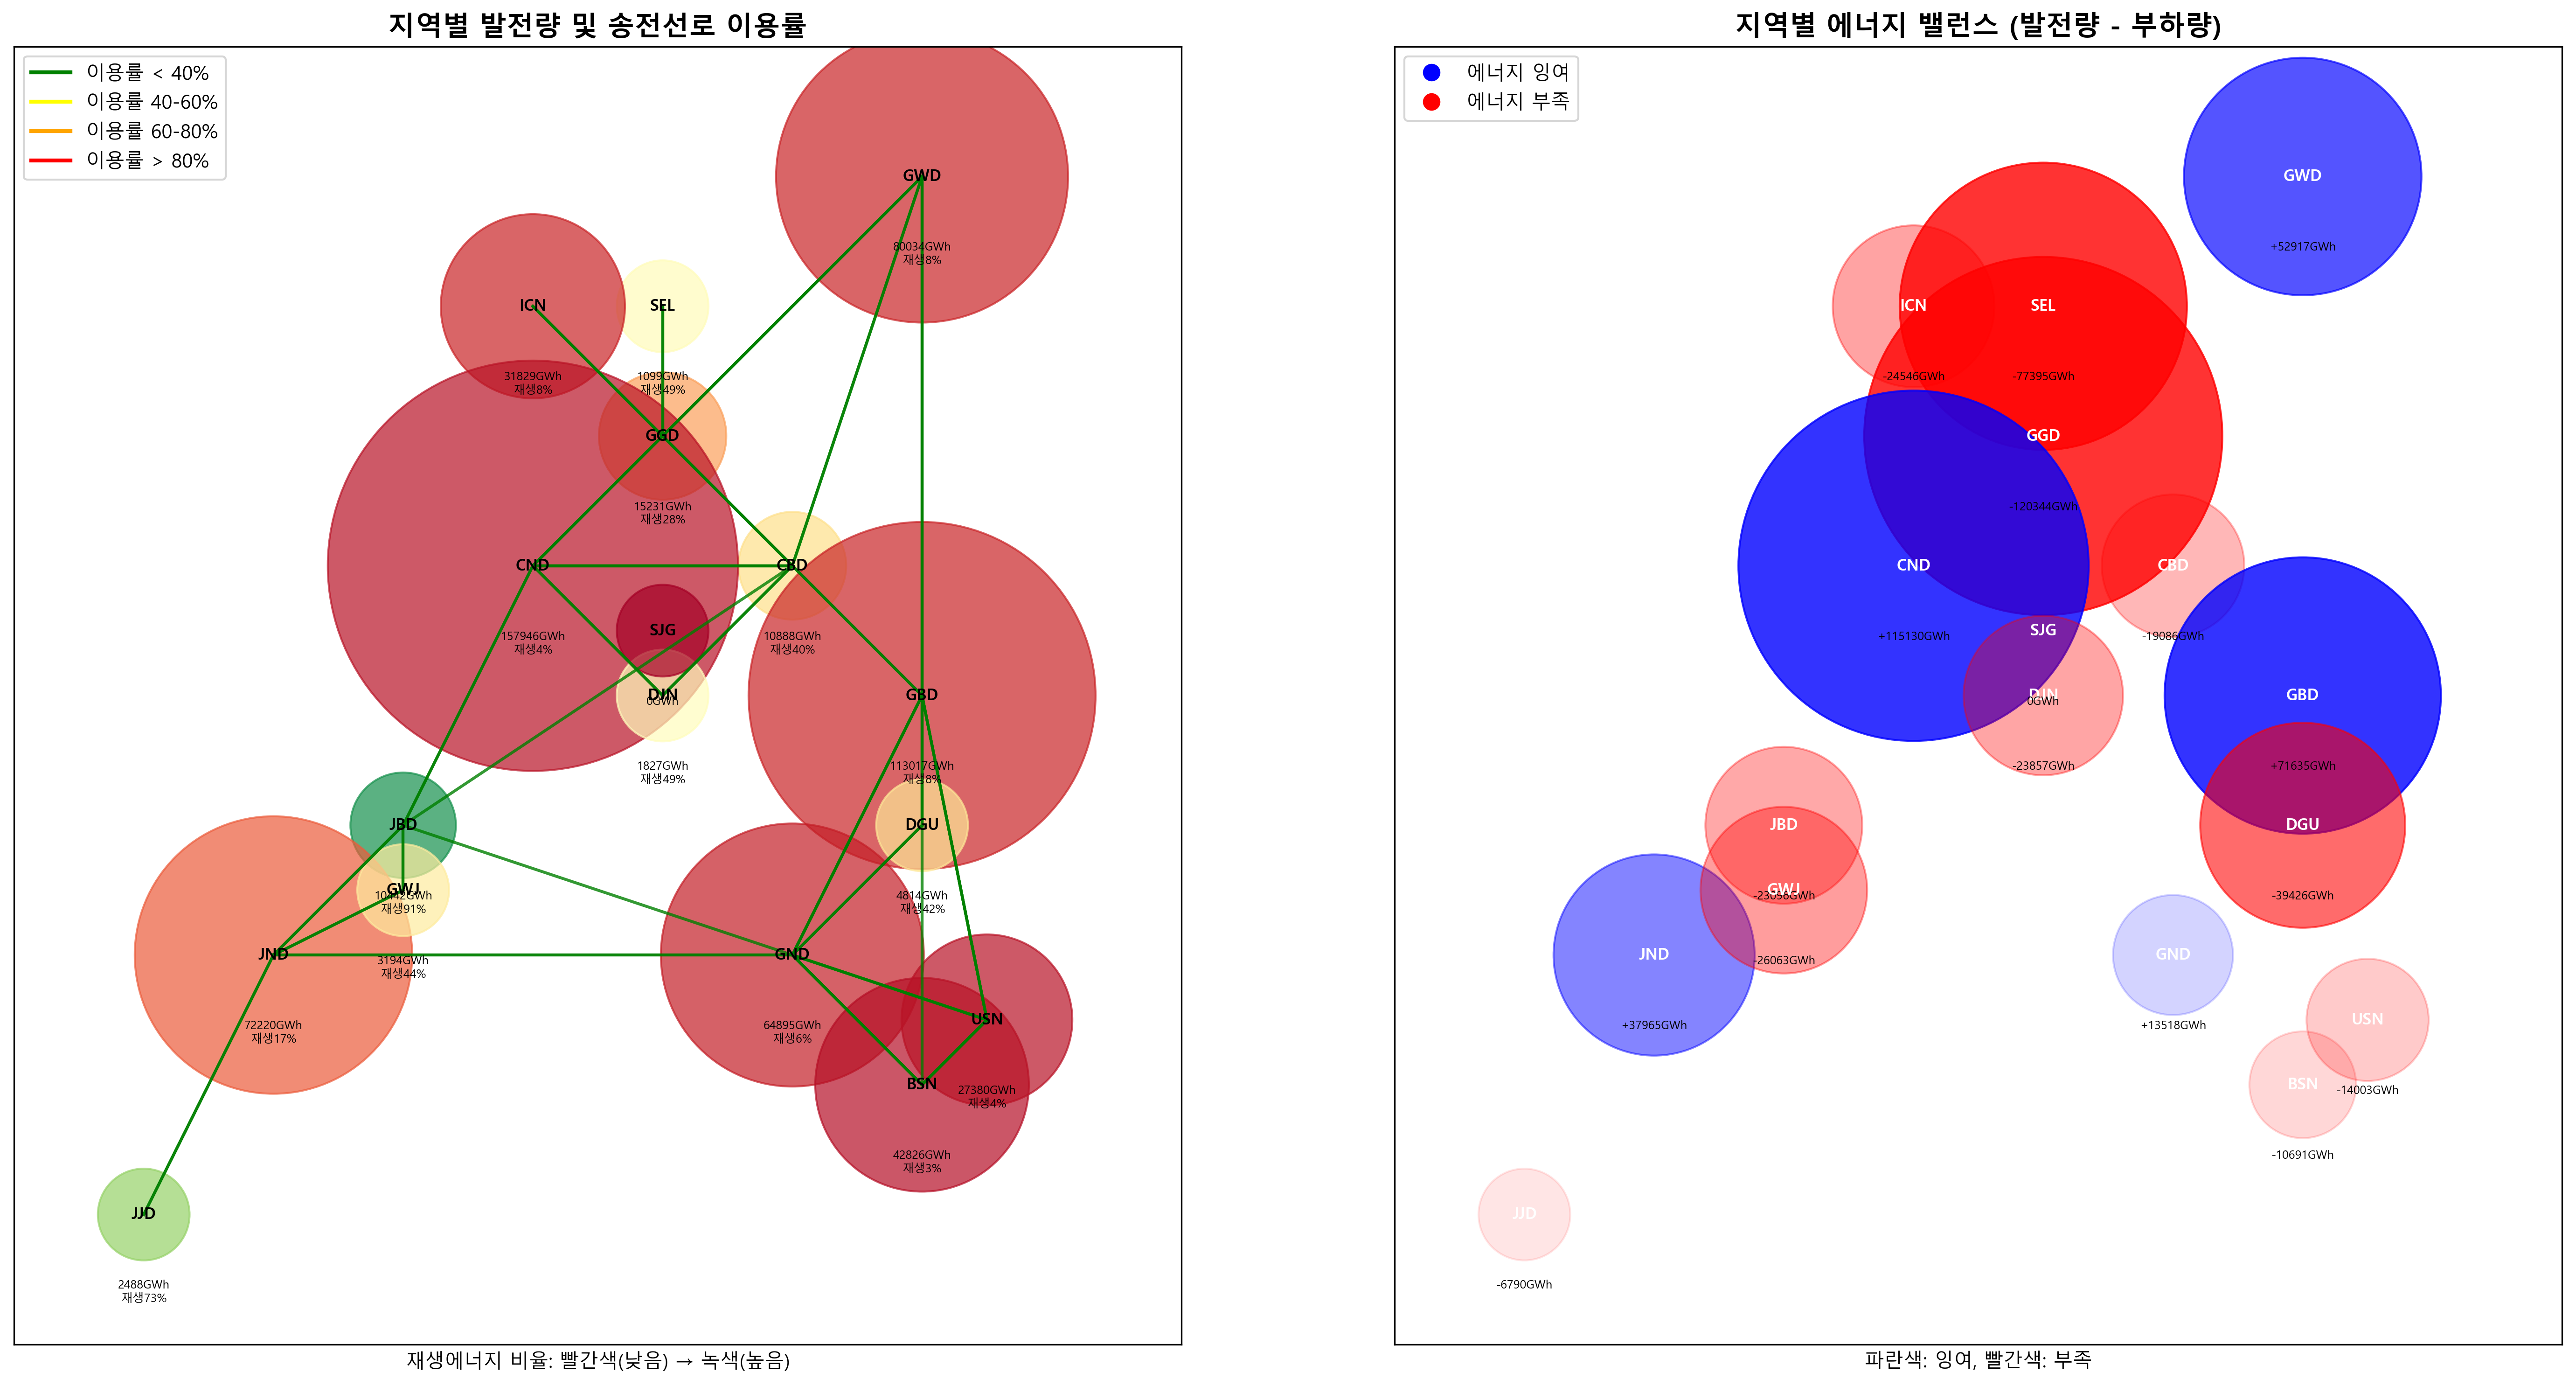 지역별 발전량 및 송전선로 이용률
이용률 < 40%
이용률 40-60%
이용률 60-80%
이용률 > 80%
GWD
80034GWh
재생8%
ICN
SEL
31829GWh
재생8%
1099GWh
재생49%
GGD
15231GWh
재생28%
CND
CBD
157946GWh
재생4%
10888GWh
재생40%
SJG
0GWh
DJN
1827GWh
재생49%
GBD
113017GWh
재생8%
JBD
10442GWh
재생91%
DGU
4814GWh
재생42%
GWJ
3194GWh
재생44%
JND
72220GWh
재생17%
GND
64895GWh
재생6%
USN
27380GWh
재생4%
BSN
42826GWh
재생3%
JJD
2488GWh
재생73%
재생에너지 비율: 빨간색(낮음) → 녹색(높음)
지역별 에너지 밸런스 (발전량 - 부하량)
에너지 잉여
에너지 부족
GWD
+52917GWh
ICN
SEL
-24546GWh
-77395GWh
GGD
-120344GWh
CND
CBD
+115130GWh
-19086GWh
SJG
0GWh
DJN
-23857GWh
GBD
+71635GWh
JBD
-23096GWh
DGU
-39426GWh
GWJ
-26063GWh
JND
+37965GWh
GND
+13518GWh
USN
-14003GWh
BSN
-10691GWh
JJD
-6790GWh
파란색: 잉여, 빨간색: 부족